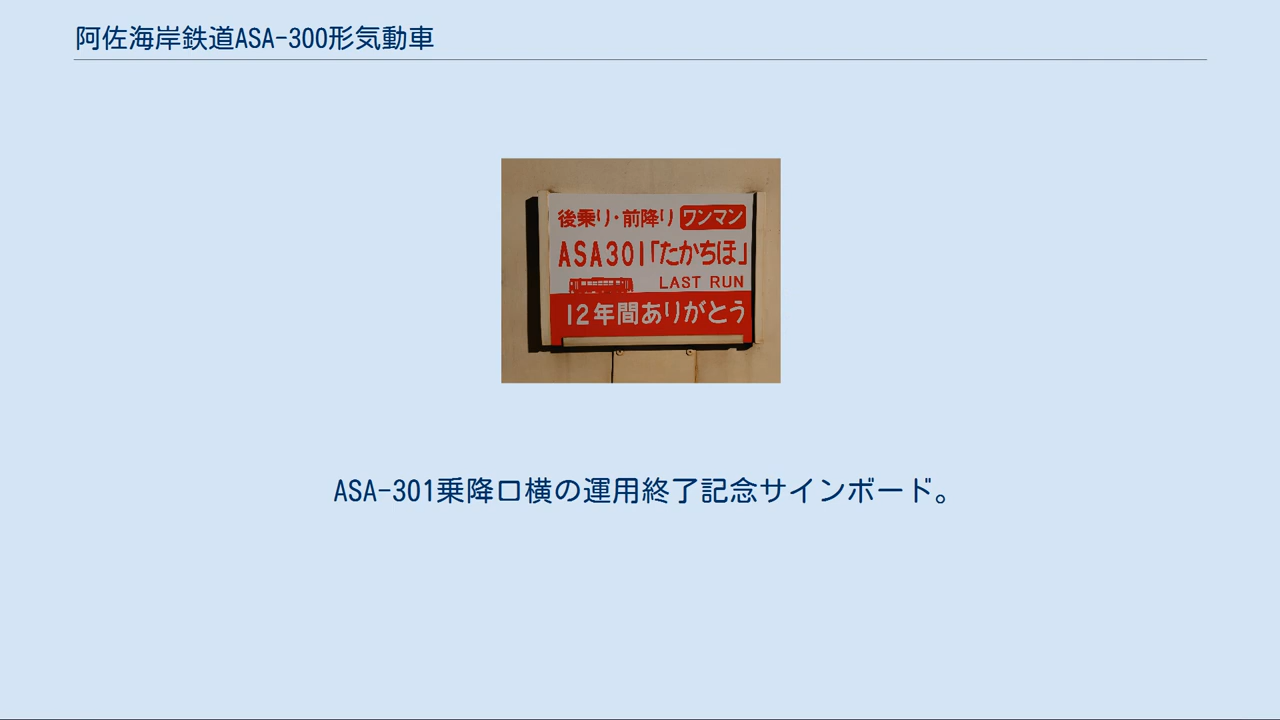 阿佐海岸鉄道ASA-300形気動車
後乗り・前降り ワンマン
ASA301「たかちほ」
LAST RUN
12年間ありがとう
ASA-301乗降口横の運用終了記念サインボード。